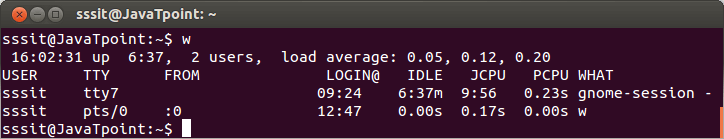 sssit@JavaTpoint: ~
sssit@JavaTpoint:~$ w
 16:02:31 up  6:37,  2 users,  load average: 0.05, 0.12, 0.20
USER     TTY      FROM             LOGIN@   IDLE   JCPU   PCPU WHAT
sssit    tty7                      09:24    6:37m  9:56   0.23s gnome-session -
sssit    pts/0    :0               12:47    0.00s  0.17s  0.00s w
sssit@JavaTpoint:~$